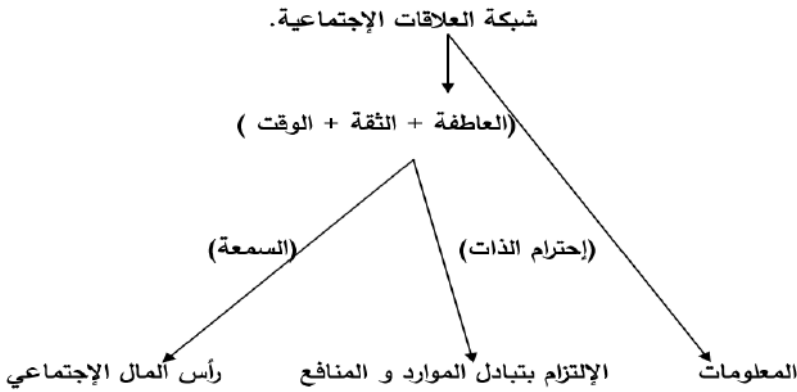 شبكة العلاقات الإجتماعية.
(العاطفة + الثقة + الوقت )
(إحترام الذات)
(السمعة)
المعلومات
الإلتزام بتبادل الموارد و المنافع
رأس المال الإجتماعي